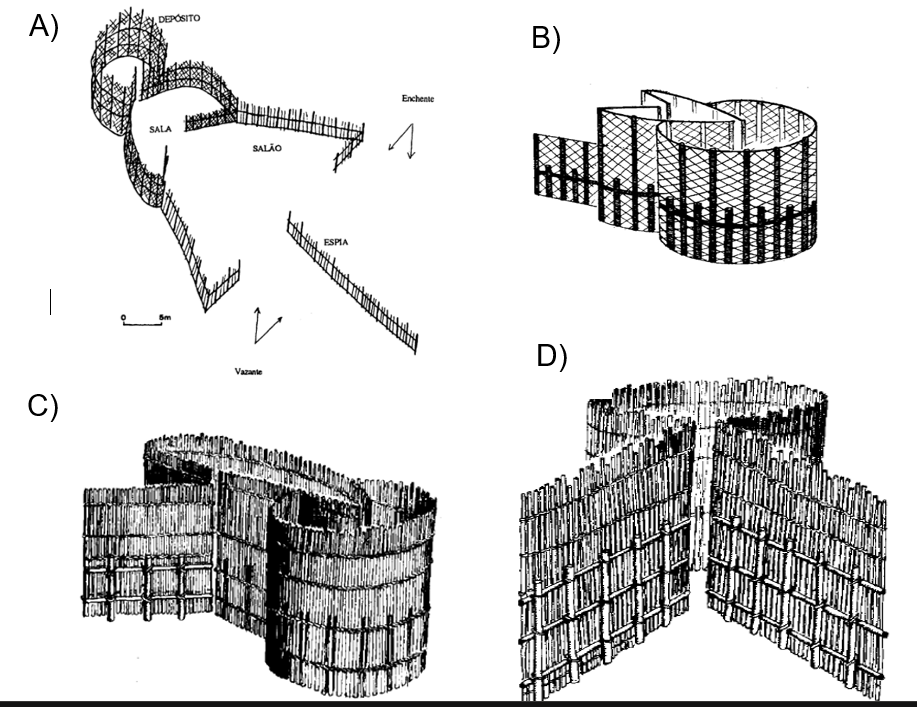 A)
DEPÓSITO
SALA
SALÃO
Enchente
ESPIA
0 5m
Vazante
B)
C)
D)